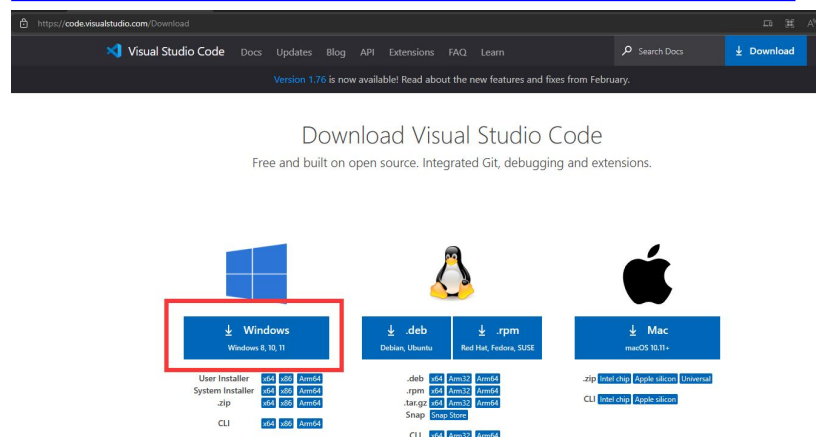 https://code.visualstudio.com/Download
Visual Studio Code Docs Updates Blog API Extensions FAQ Learn Search Docs Download
Version 1.76 is now available! Read about the new features and fixes from February.
Download Visual Studio Code
Free and built on open source. Integrated Git, debugging and extensions.
Windows
Windows 8, 10, 11
User Installer x64 x86 Arm64
System Installer x64 x86 Arm64
.zip x64 x86 Arm64
CLI x64 x86 Arm64
.deb
Debian, Ubuntu
.rpm
Red Hat, Fedora, SUSE
.deb x64 Arm32 Arm64
.rpm x64 Arm32 Arm64
.tar.gz x64 Arm32 Arm64
Snap Snap Store
CLI x64 Arm32 Arm64
Mac
macOS 10.11+
.zip Intel chip Apple silicon Universal
CLI Intel chip Apple silicon